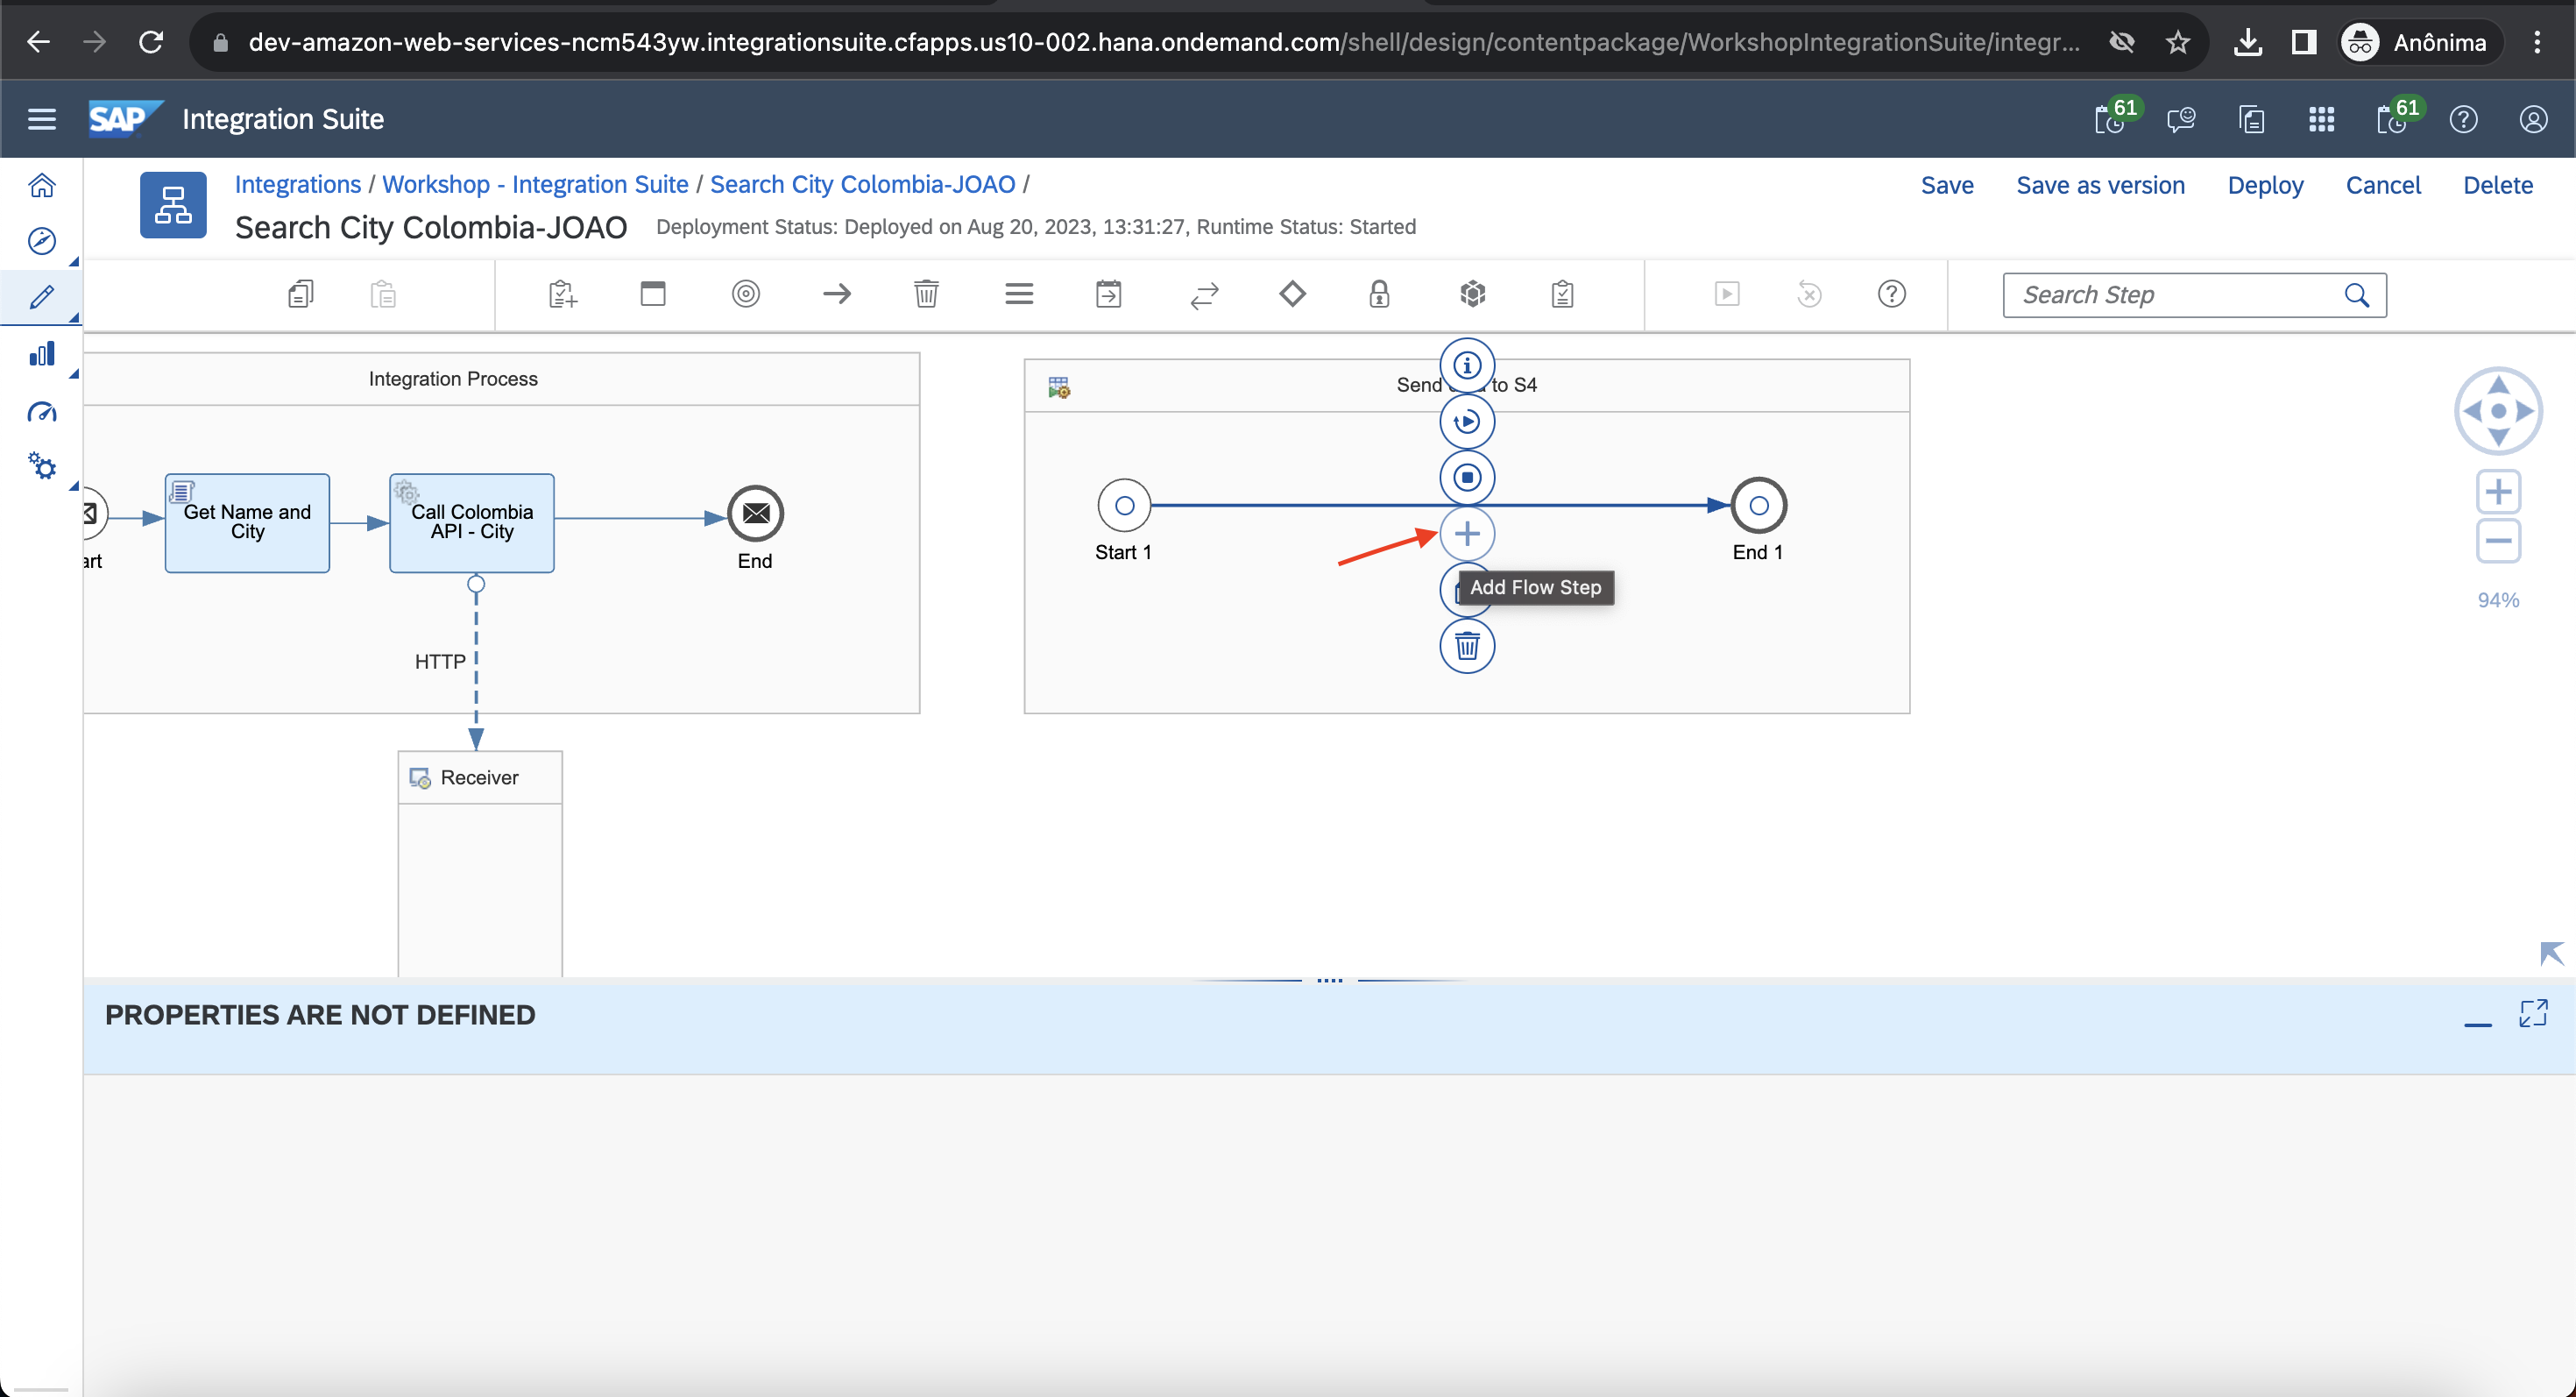 dev-amazon-web-services-ncm543yw.integrationsuite.cfapps.us10-002.hana.ondemand.com/shell/design/contentpackage/WorkshopIntegrationSuite/integr...
Anônima
SAP Integration Suite
61
61
Integrations / Workshop - Integration Suite / Search City Colombia-JOAO /
Save Save as version Deploy Cancel Delete
Search City Colombia-JOAO Deployment Status: Deployed on Aug 20, 2023, 13:31:27, Runtime Status: Started
Search Step
Integration Process
Send to S4
Get Name and
City
Call Colombia
API - City
art
End
Start 1
End 1
Add Flow Step
94%
HTTP
Receiver
PROPERTIES ARE NOT DEFINED